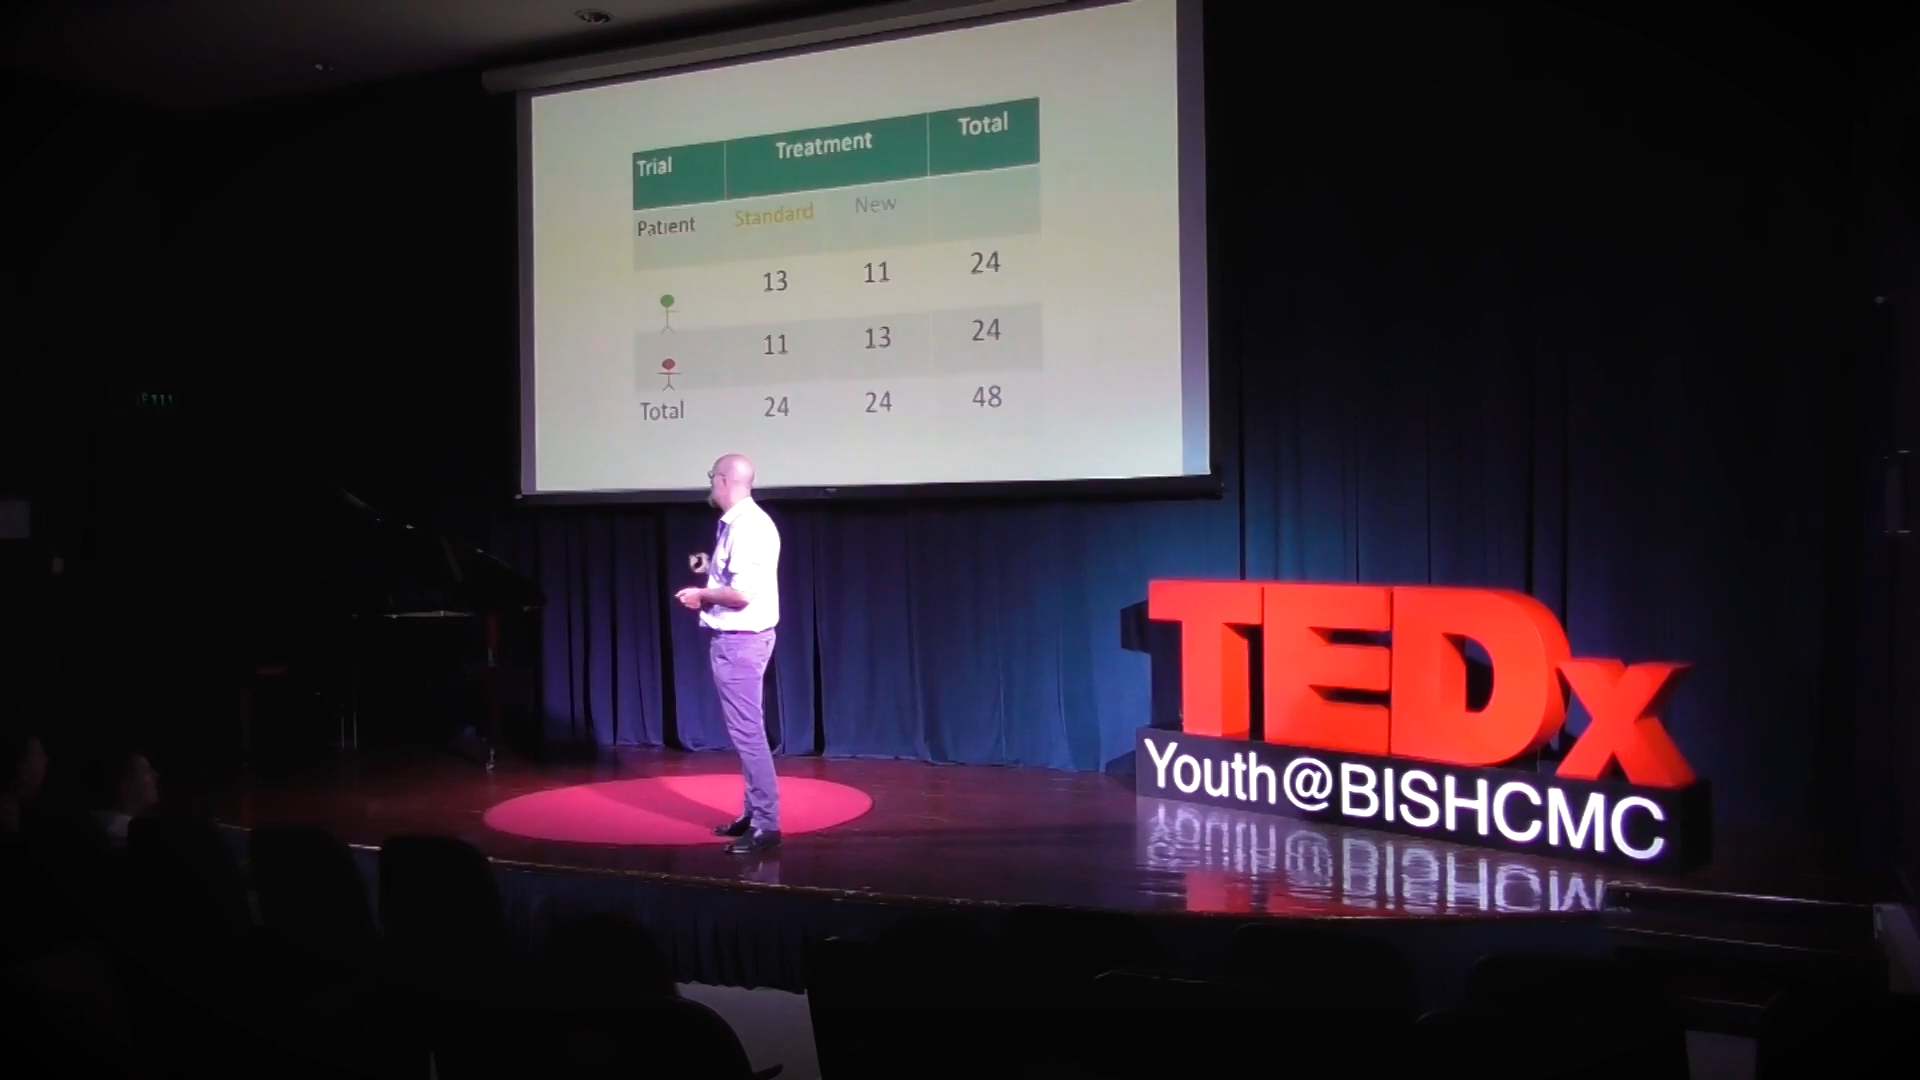 Trial Treatment Total
Patient Standard New
13 11 24
11 13 24
Total 24 24 48
EXIT
TEDx
Youth@BISHCMC